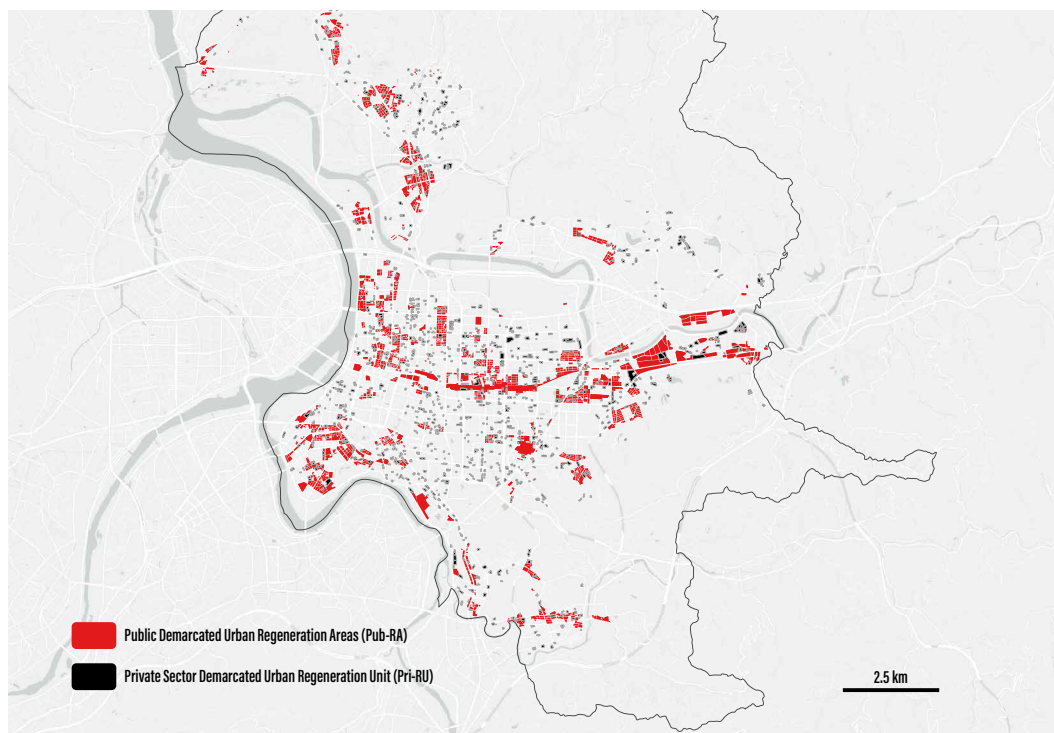 Public Demarcated Urban Regeneration Areas (Pub-RA)
Private Sector Demarcated Urban Regeneration Unit (Pri-RU)
2.5 km